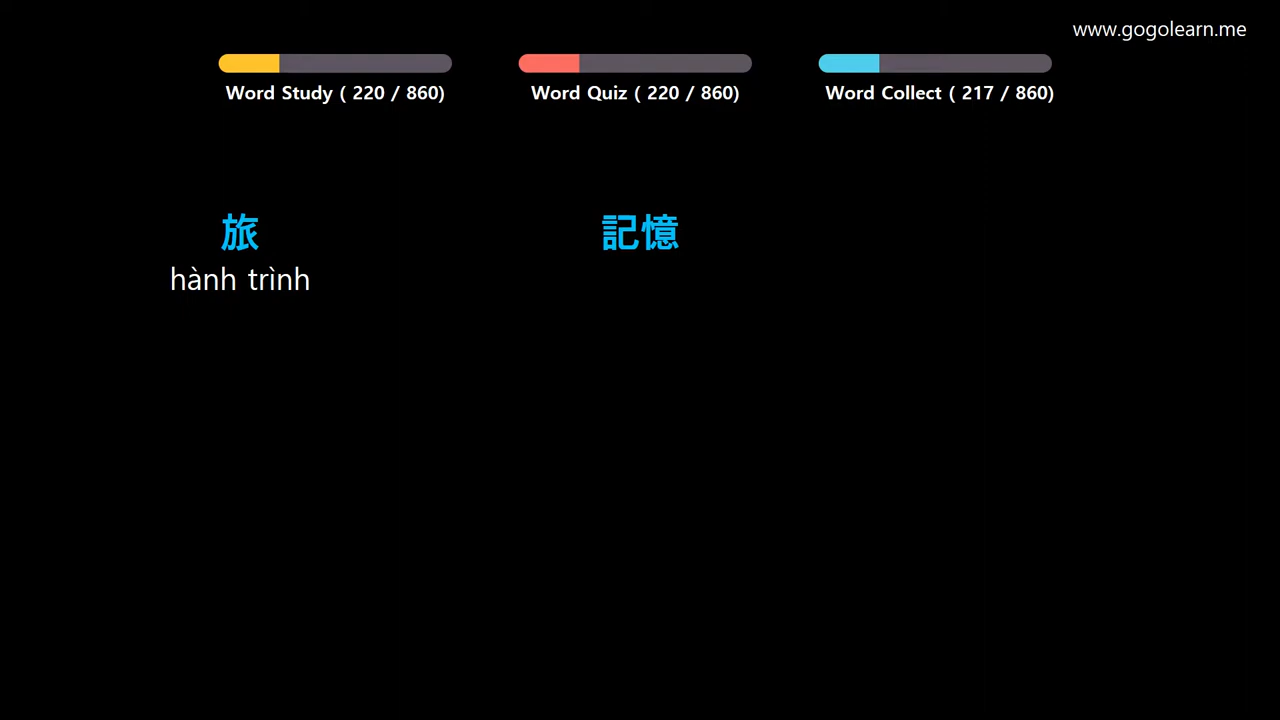 www.gogolearn.me
Word Study ( 220 / 860)
Word Quiz ( 220 / 860)
Word Collect ( 217 / 860)
旅
hành trình
記憶